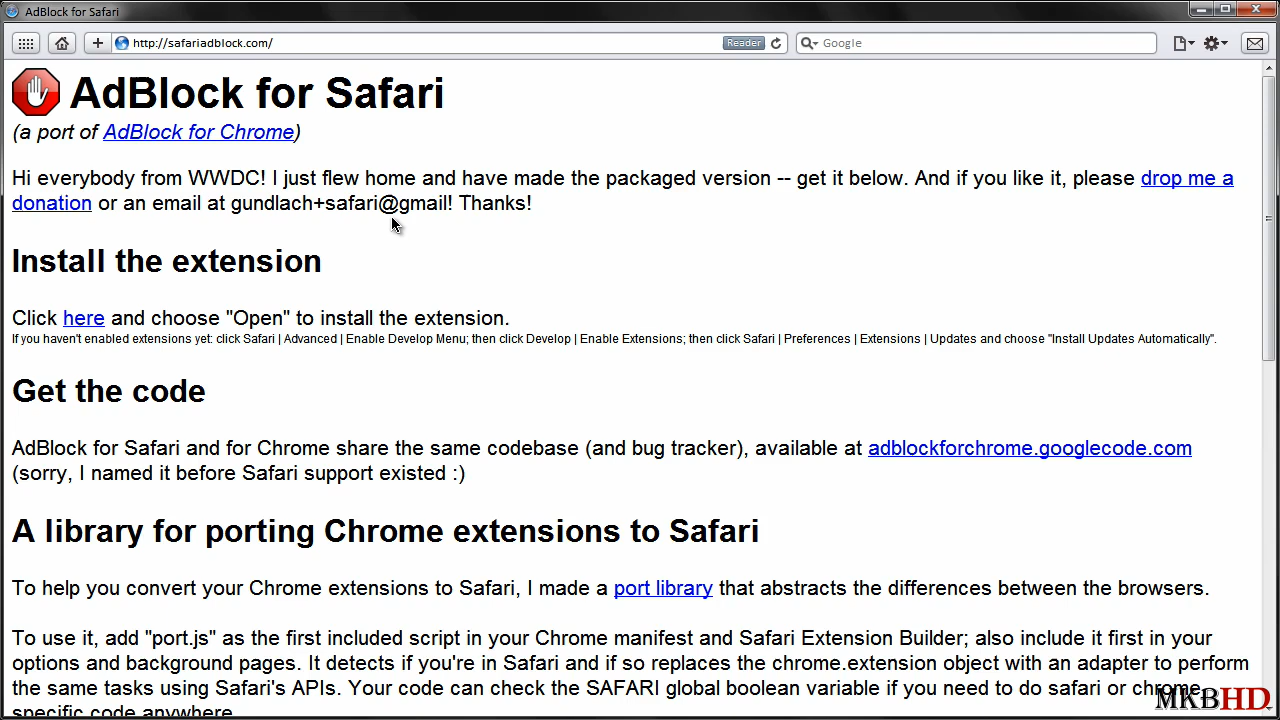 AdBlock for Safari
http://safariadblock.com/
Reader
Google
AdBlock for Safari
(a port of AdBlock for Chrome)
Hi everybody from WWDC! I just flew home and have made the packaged version -- get it below. And if you like it, please drop me a
donation or an email at gundlach+safari@gmail! Thanks!
Install the extension
Click here and choose "Open" to install the extension.
If you haven't enabled extensions yet: click Safari | Advanced | Enable Develop Menu; then click Develop | Enable Extensions; then click Safari | Preferences | Extensions | Updates and choose "Install Updates Automatically".
Get the code
AdBlock for Safari and for Chrome share the same codebase (and bug tracker), available at adblockforchrome.googlecode.com
(sorry, I named it before Safari support existed :)
A library for porting Chrome extensions to Safari
To help you convert your Chrome extensions to Safari, I made a port library that abstracts the differences between the browsers.
To use it, add "port.js" as the first included script in your Chrome manifest and Safari Extension Builder; also include it first in your
options and background pages. It detects if you're in Safari and if so replaces the chrome.extension object with an adapter to perform
the same tasks using Safari's APIs. Your code can check the SAFARI global boolean variable if you need to do safari or chrome
specific code anywhere.
MKBHD